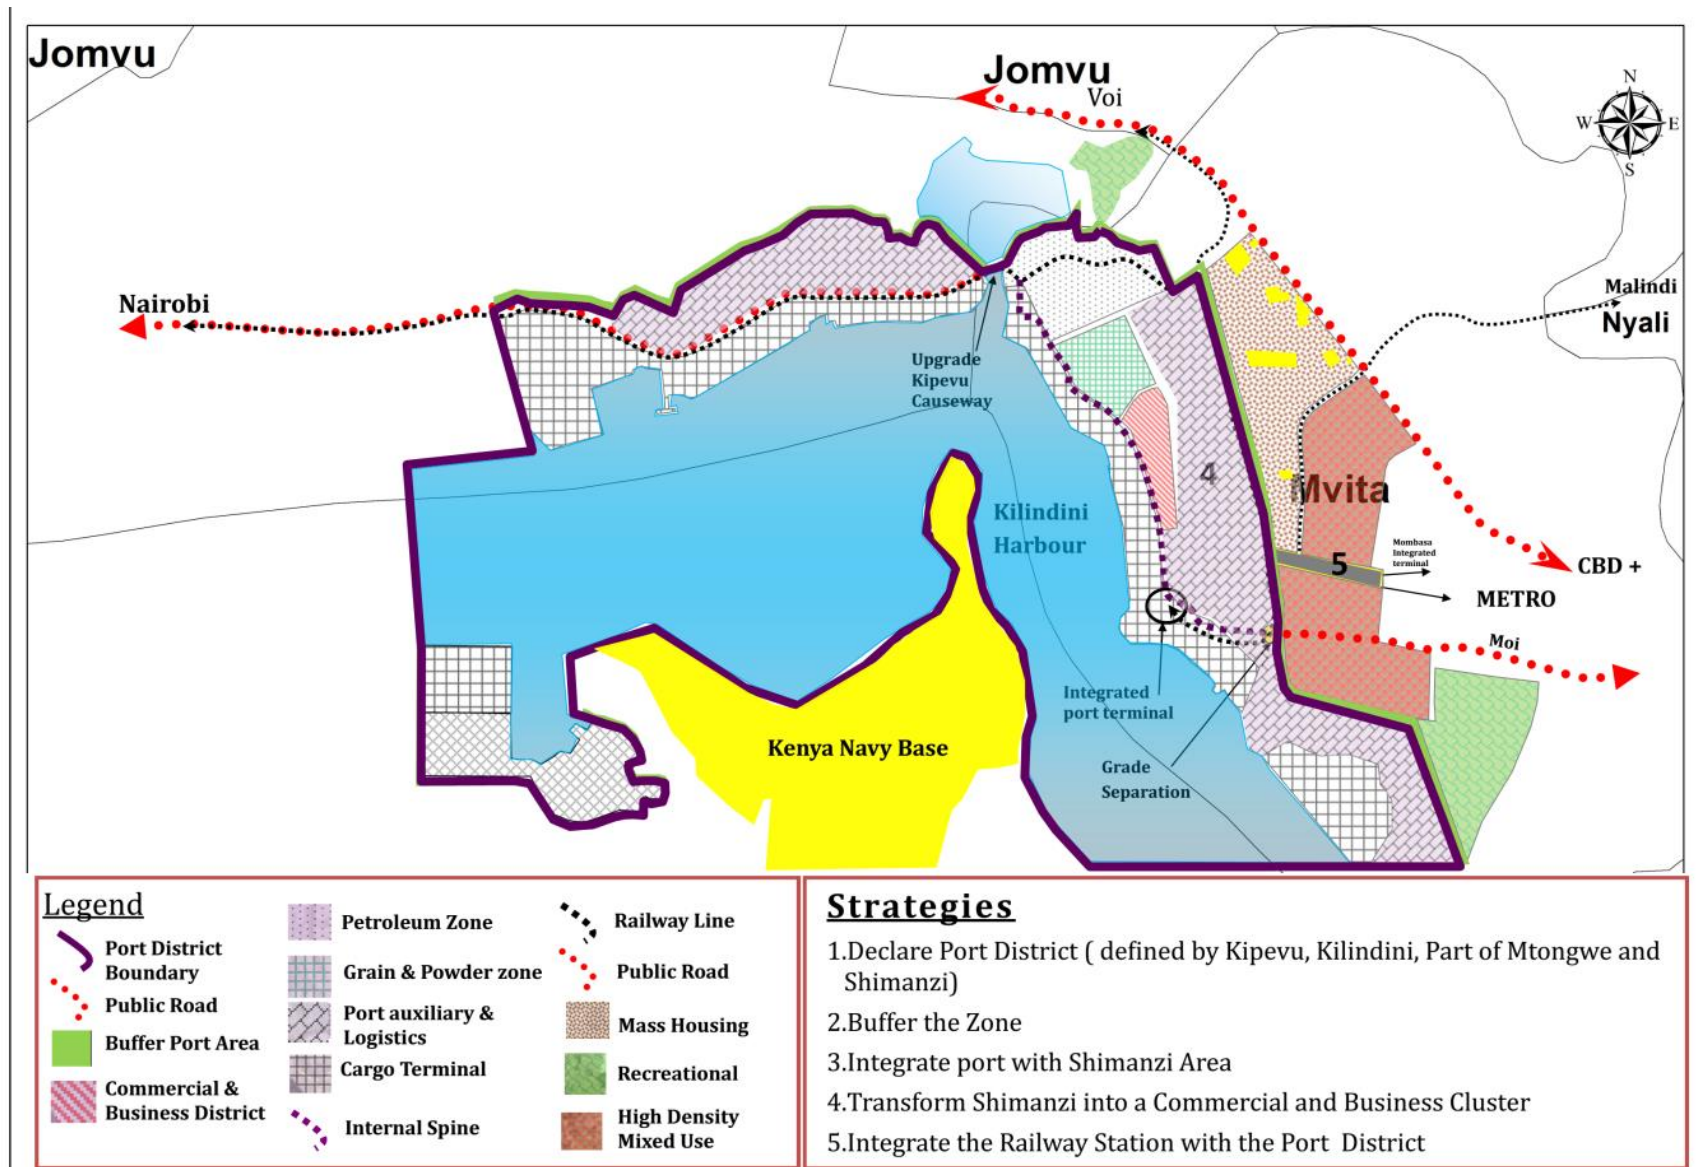 Jomvu
Jomvu
Voi
N
W
E
S
Nairobi
Malindi
Nyali
Upgrade
Kipevu
Causeway
4
Mvita
Kilindini
Harbour
Mombasa
Integrated
terminal
5
CBD +
METRO
Moi
Integrated
port terminal
Kenya Navy Base
Grade
Separation
Legend
Port District
Boundary
Public Road
Buffer Port Area
Commercial &
Business District
Petroleum Zone
Grain & Powder zone
Port auxiliary &
Logistics
Cargo Terminal
Internal Spine
Railway Line
Public Road
Mass Housing
Recreational
High Density
Mixed Use
Strategies
1.Declare Port District ( defined by Kipevu, Kilindini, Part of Mtongwe and
Shimanzi)
2.Buffer the Zone
3.Integrate port with Shimanzi Area
4.Transform Shimanzi into a Commercial and Business Cluster
5.Integrate the Railway Station with the Port District